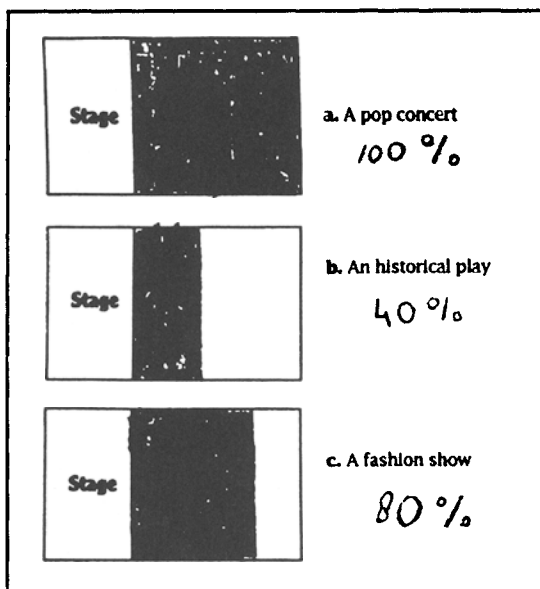 Stage
a. A pop concert
100 %
Stage
b. An historical play
40 %
Stage
c. A fashion show
80 %